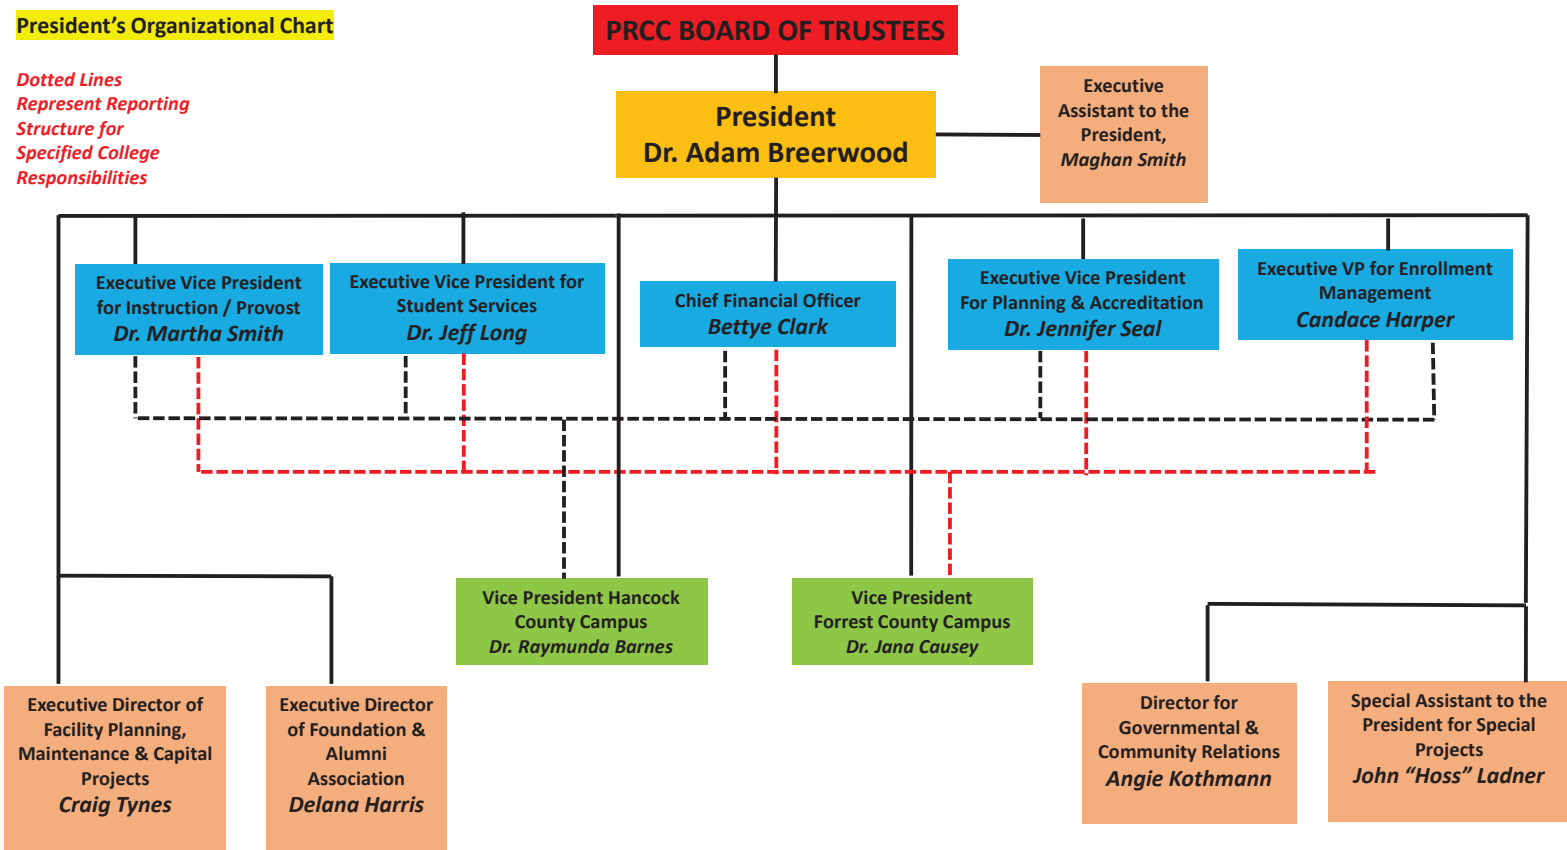 President's Organizational Chart
PRCC BOARD OF TRUSTEES
Dotted Lines
Represent Reporting
Structure for
Specified College
Responsibilities
President
Dr. Adam Breerwood
Executive
Assistant to the
President,
Maghan Smith
Executive Vice President
for Instruction / Provost
Dr. Martha Smith
Executive Vice President for
Student Services
Dr. Jeff Long
Chief Financial Officer
Bettye Clark
Executive Vice President
For Planning & Accreditation
Dr. Jennifer Seal
Executive VP for Enrollment
Management
Candace Harper
Vice President Hancock
County Campus
Dr. Raymunda Barnes
Vice President
Forrest County Campus
Dr. Jana Causey
Executive Director of
Facility Planning,
Maintenance & Capital
Projects
Craig Tynes
Executive Director
of Foundation &
Alumni
Association
Delana Harris
Director for
Governmental &
Community Relations
Angie Kothmann
Special Assistant to the
President for Special
Projects
John “Hoss” Ladner